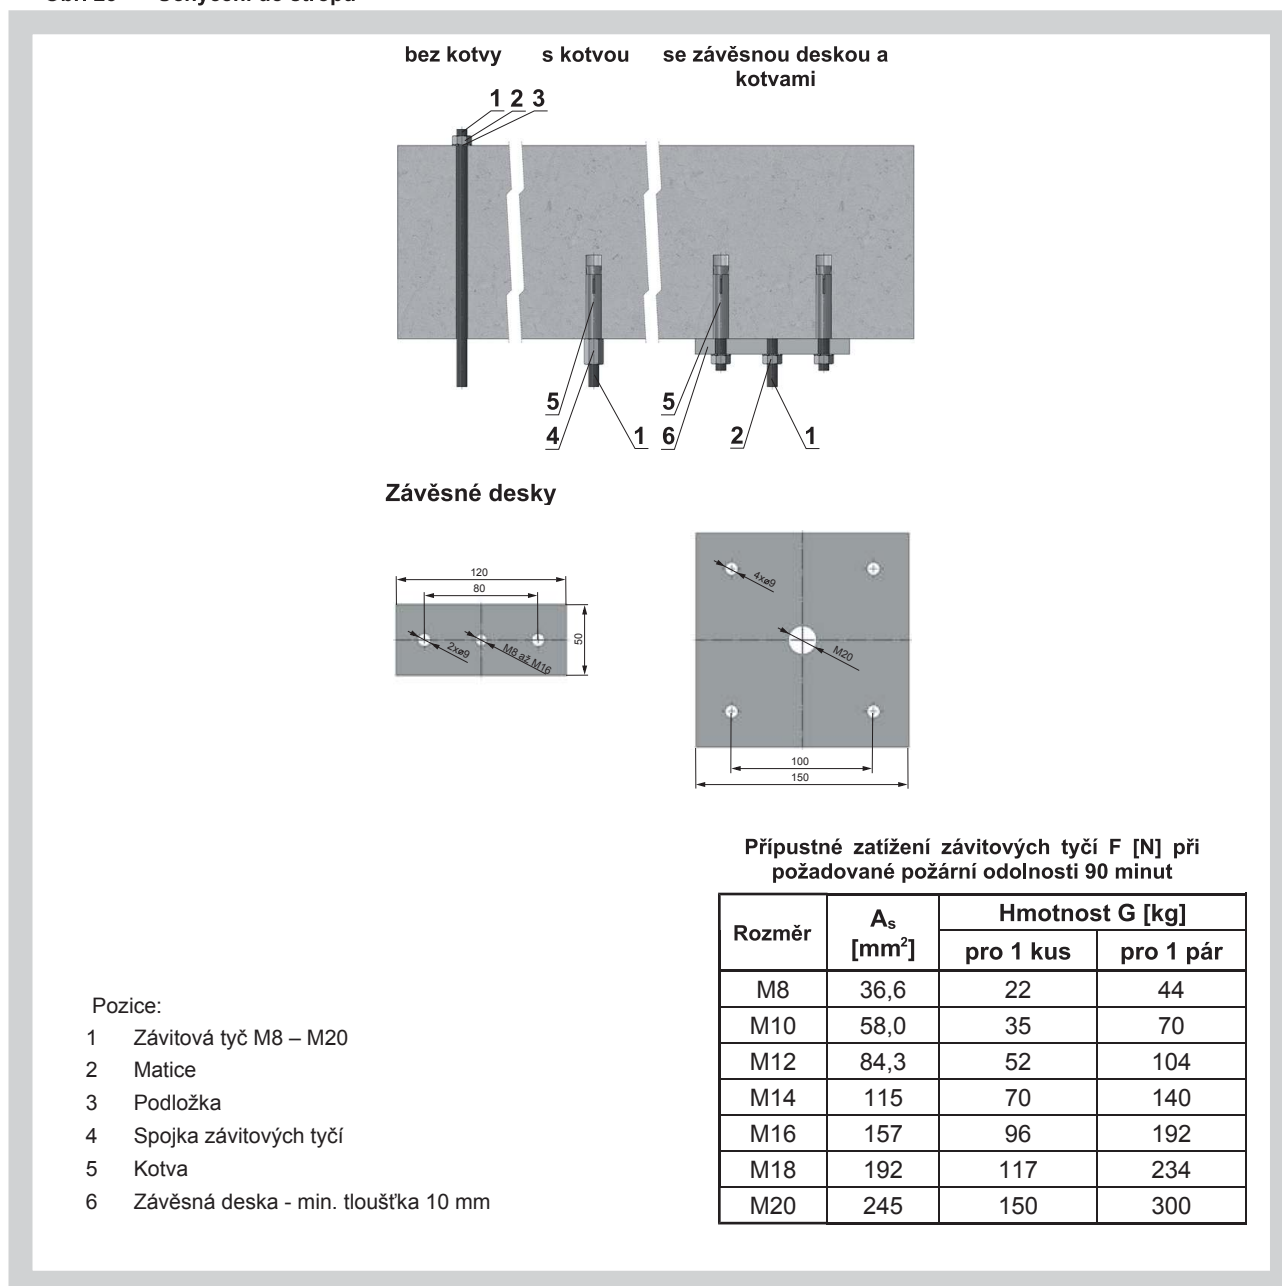 bez kotvy s kotvou se závěsnou deskou a
kotvami
1 2 3
5 5
4 1 6 2 1
Závěsné desky
120
80
50
2xø9
M8 až M16
4xø9
M20
100
150
Přípustné zatížení závitových tyčí F [N] při
požadované požární odolnosti 90 minut
Rozměr As [mm²] Hmotnost G [kg]
pro 1 kus pro 1 pár
M8 36,6 22 44
M10 58,0 35 70
M12 84,3 52 104
M14 115 70 140
M16 157 96 192
M18 192 117 234
M20 245 150 300
Pozice:
1 Závitová tyč M8 – M20
2 Matice
3 Podložka
4 Spojka závitových tyčí
5 Kotva
6 Závěsná deska - min. tloušťka 10 mm